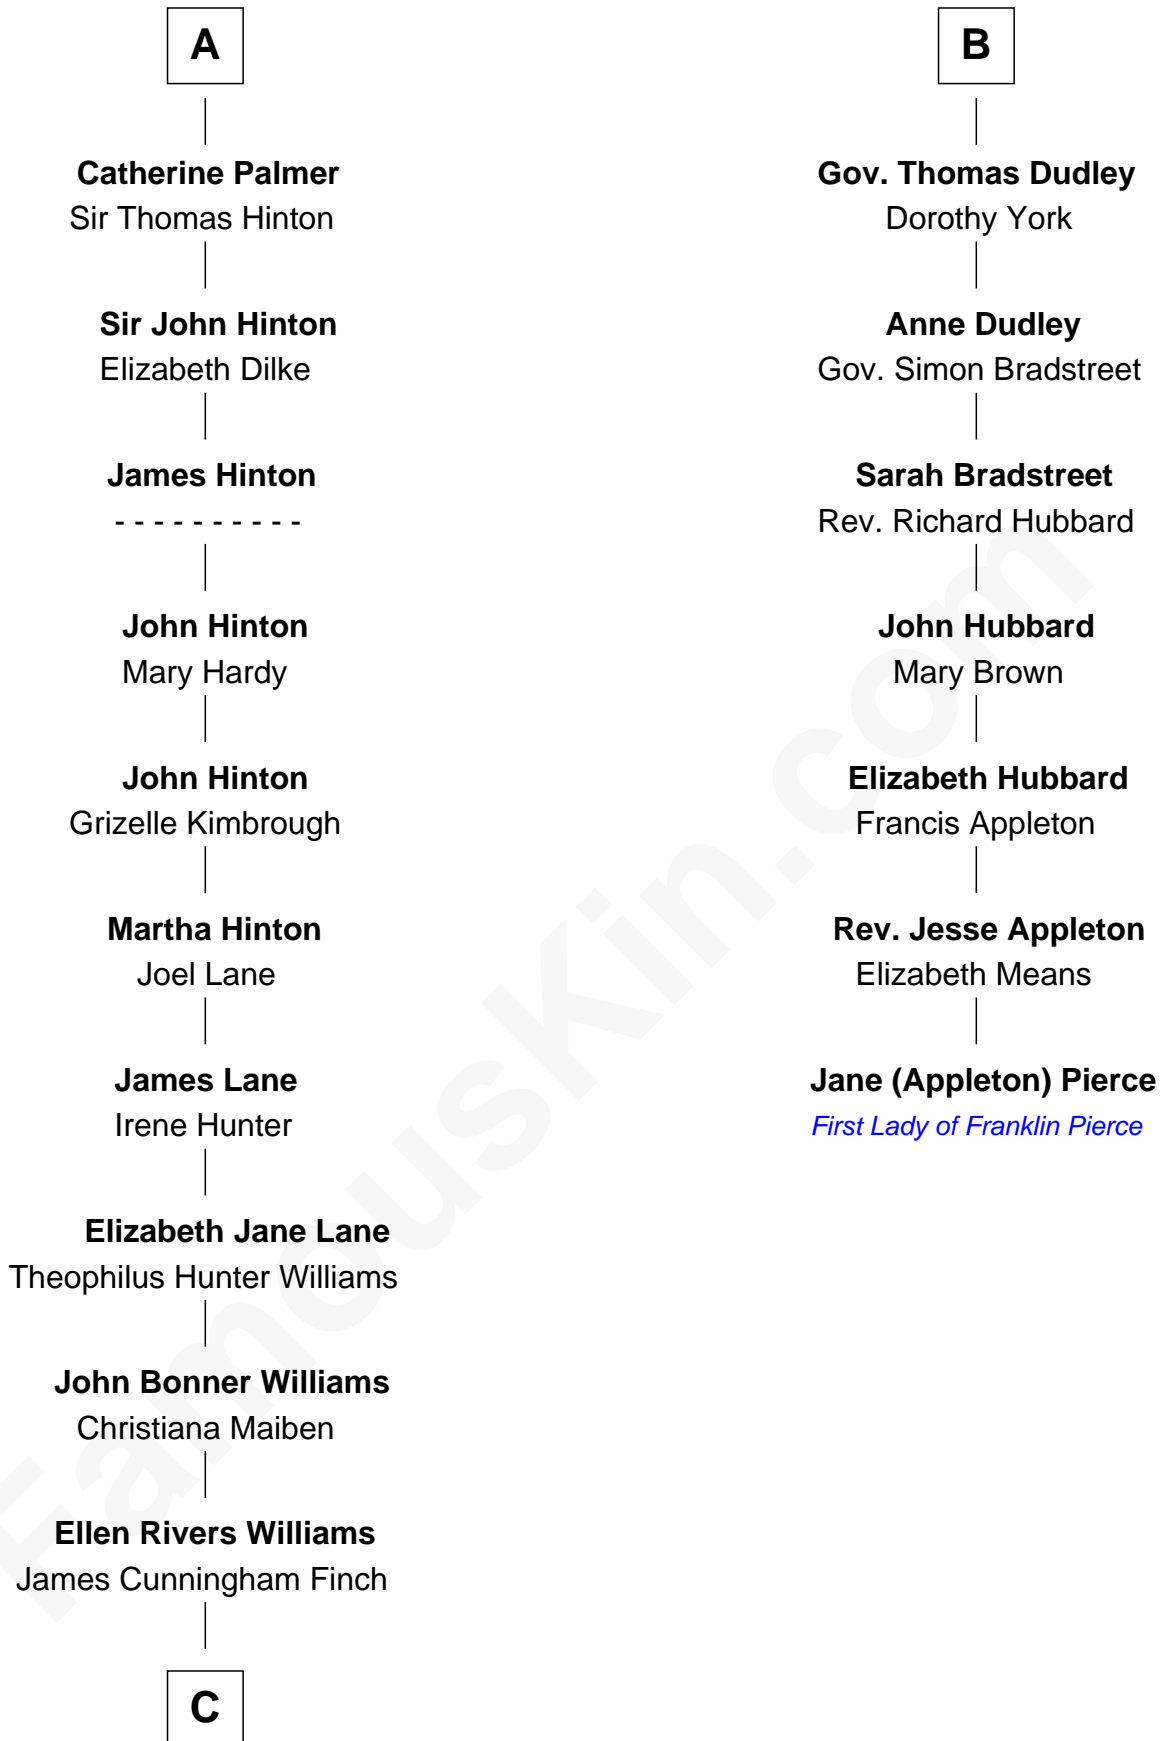 A
Catherine Palmer
Sir Thomas Hinton
Sir John Hinton
Elizabeth Dilke
James Hinton
- - - - - - - - - -
John Hinton
Mary Hardy
John Hinton
Grizelle Kimbrough
Martha Hinton
Joel Lane
James Lane
Irene Hunter
Elizabeth Jane Lane
Theophilus Hunter Williams
John Bonner Williams
Christiana Maiben
Ellen Rivers Williams
James Cunningham Finch
C
B
Gov. Thomas Dudley
Dorothy York
Anne Dudley
Gov. Simon Bradstreet
Sarah Bradstreet
Rev. Richard Hubbard
John Hubbard
Mary Brown
Elizabeth Hubbard
Francis Appleton
Rev. Jesse Appleton
Elizabeth Means
Jane (Appleton) Pierce
First Lady of Franklin Pierce
FamousKin.com